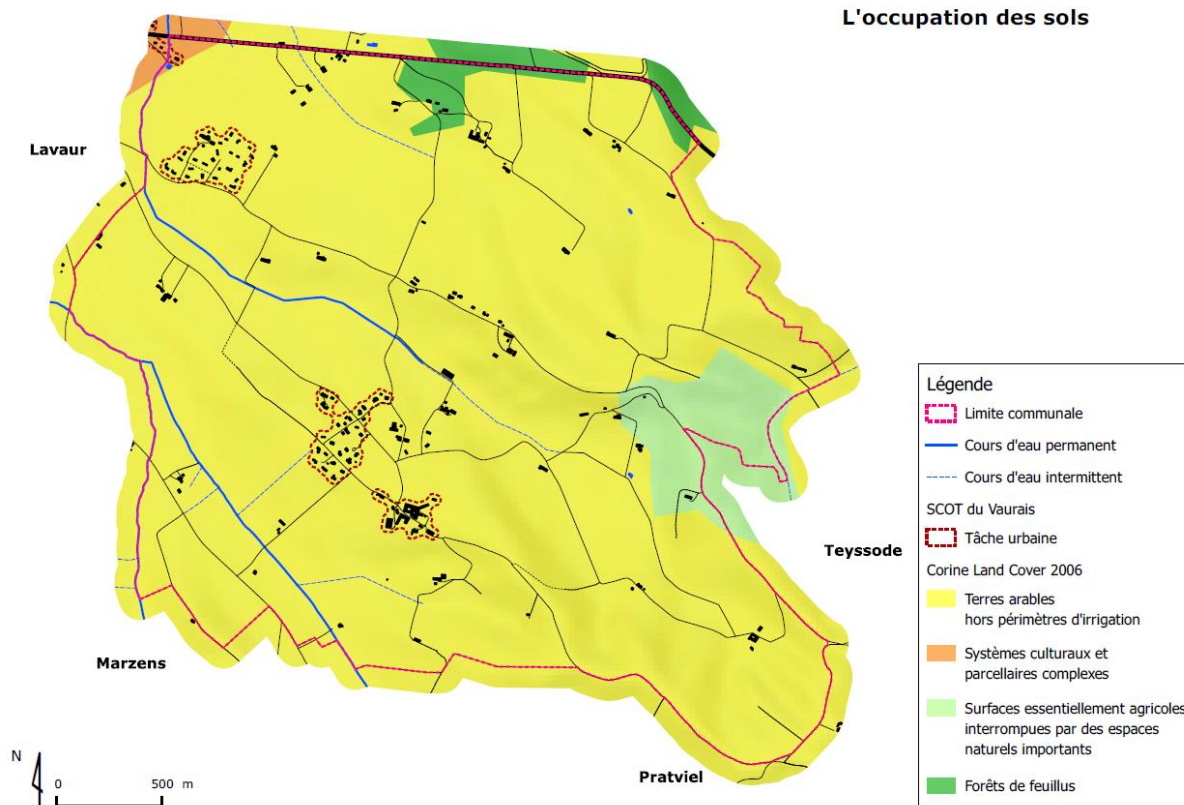 L'occupation des sols
Lavaur
Teyssode
Marzens
Pratviel
N
0 500 m
Légende
Limite communale
Cours d'eau permanent
Cours d'eau intermittent
SCOT du Vaurais
Tâche urbaine
Corine Land Cover 2006
Terres arables
hors périmètres d'irrigation
Systèmes culturaux et
parcellaires complexes
Surfaces essentiellement agricoles
interrompues par des espaces
naturels importants
Forêts de feuillus